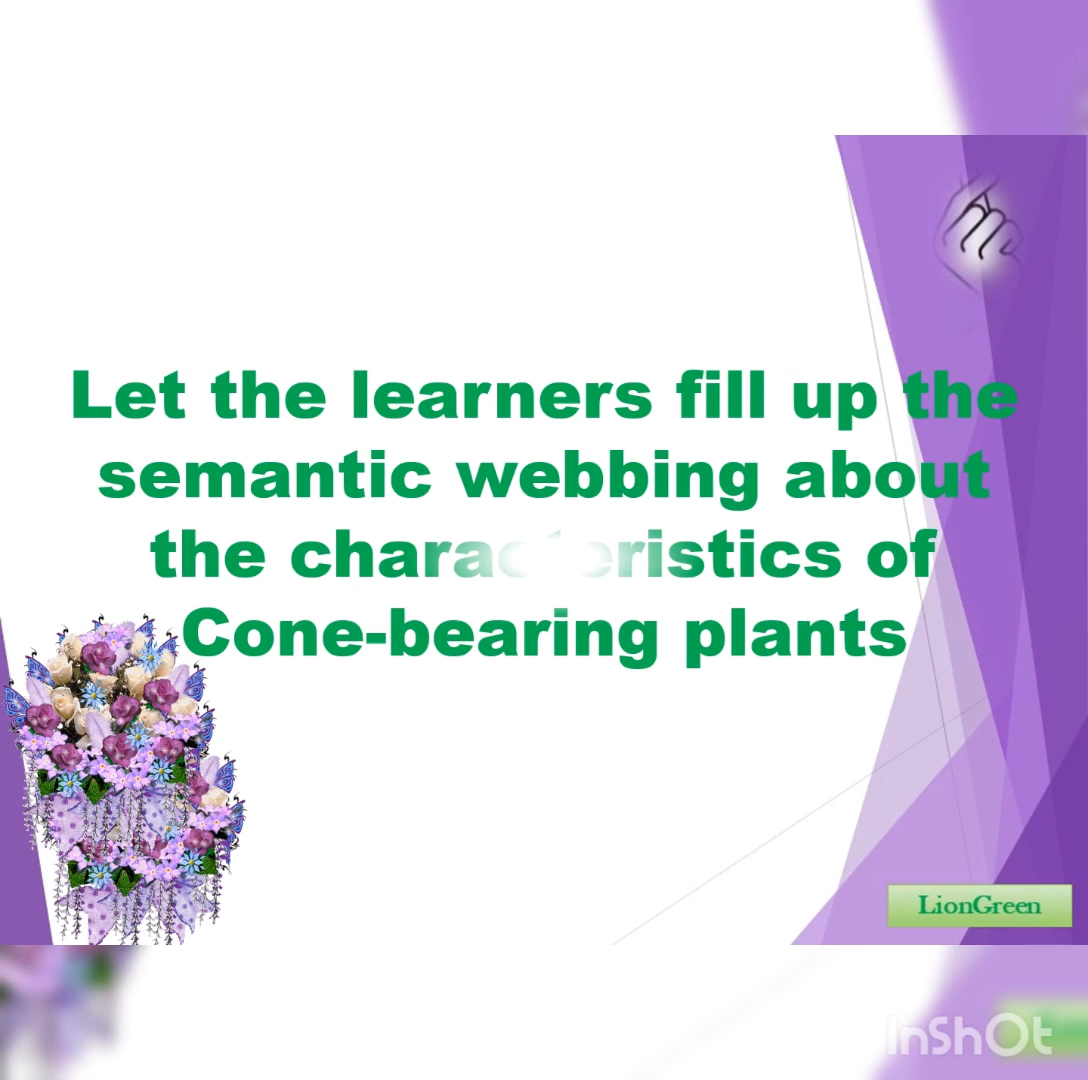 Let the learners fill up the
semantic webbing about
the characteristics of
Cone-bearing plants
LionGreen
InShOt